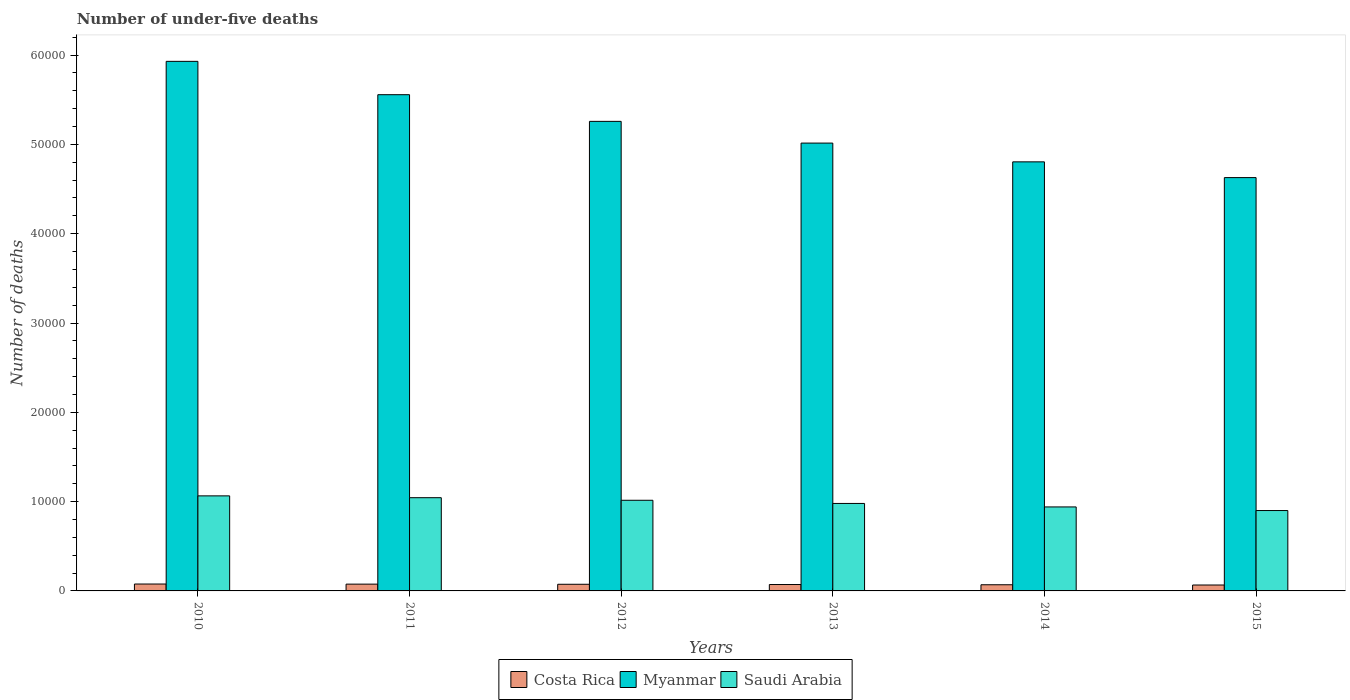 Number of under-five deaths
Number of deaths
60000
50000
40000
30000
20000
10000
0
2010
2011
2012
2013
2014
2015
Years
Costa Rica
Myanmar
Saudi Arabia